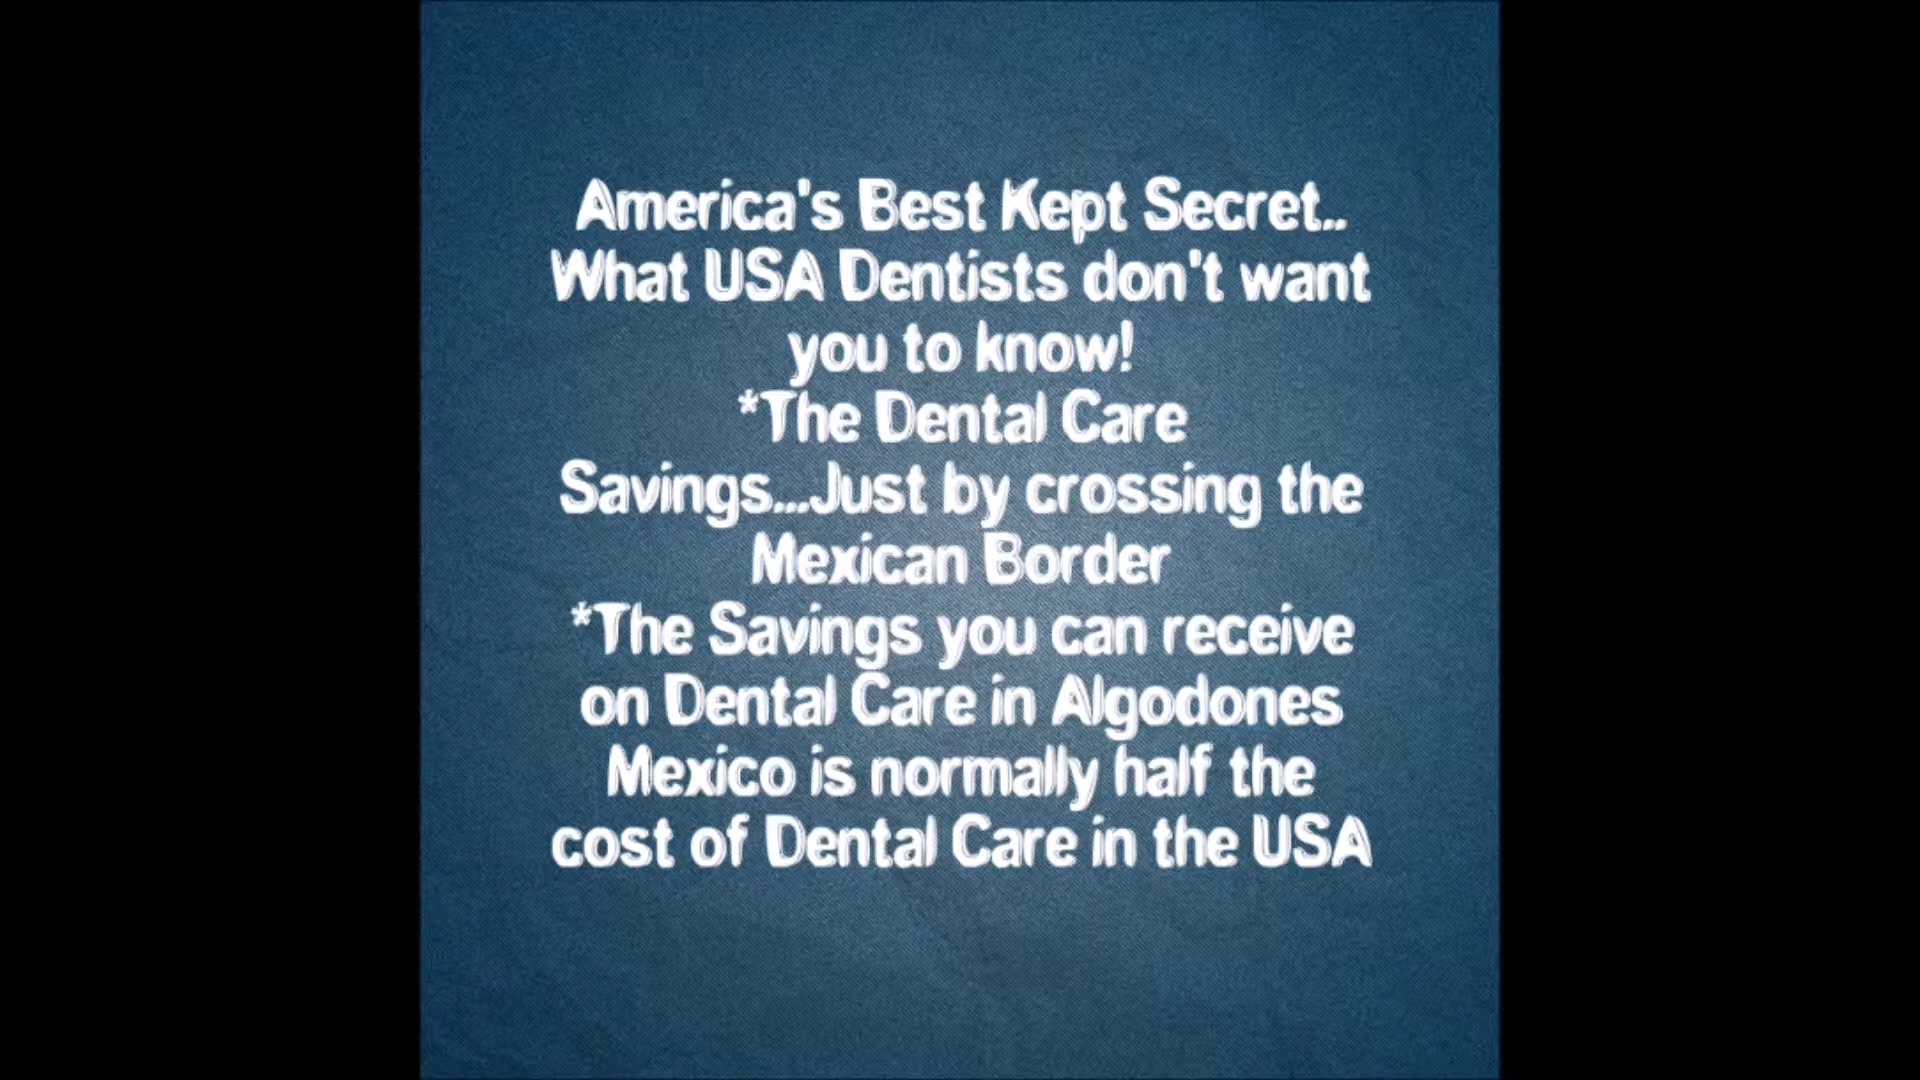 America's Best Kept Secret..
What USA Dentists don't want
you to know!
*The Dental Care
Savings...Just by crossing the
Mexican Border
*The Savings you can receive
on Dental Care in Algodones
Mexico is normally half the
cost of Dental Care in the USA